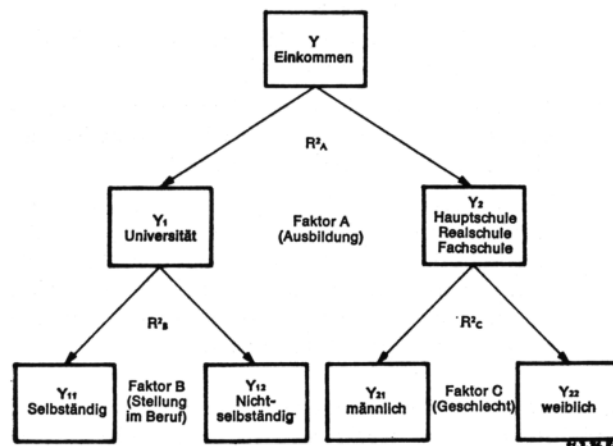 Y
Einkommen
R²A
Y₁
Universität
Faktor A
(Ausbildung)
Y₂
Hauptschule
Realschule
Fachschule
R²B
R²C
Y₁₁
Selbständig
Faktor B
(Stellung
im Beruf)
Y₁₂
Nicht-
selbständig
Y₂₁
männlich
Faktor C
(Geschlecht)
Y₂₂
weiblich